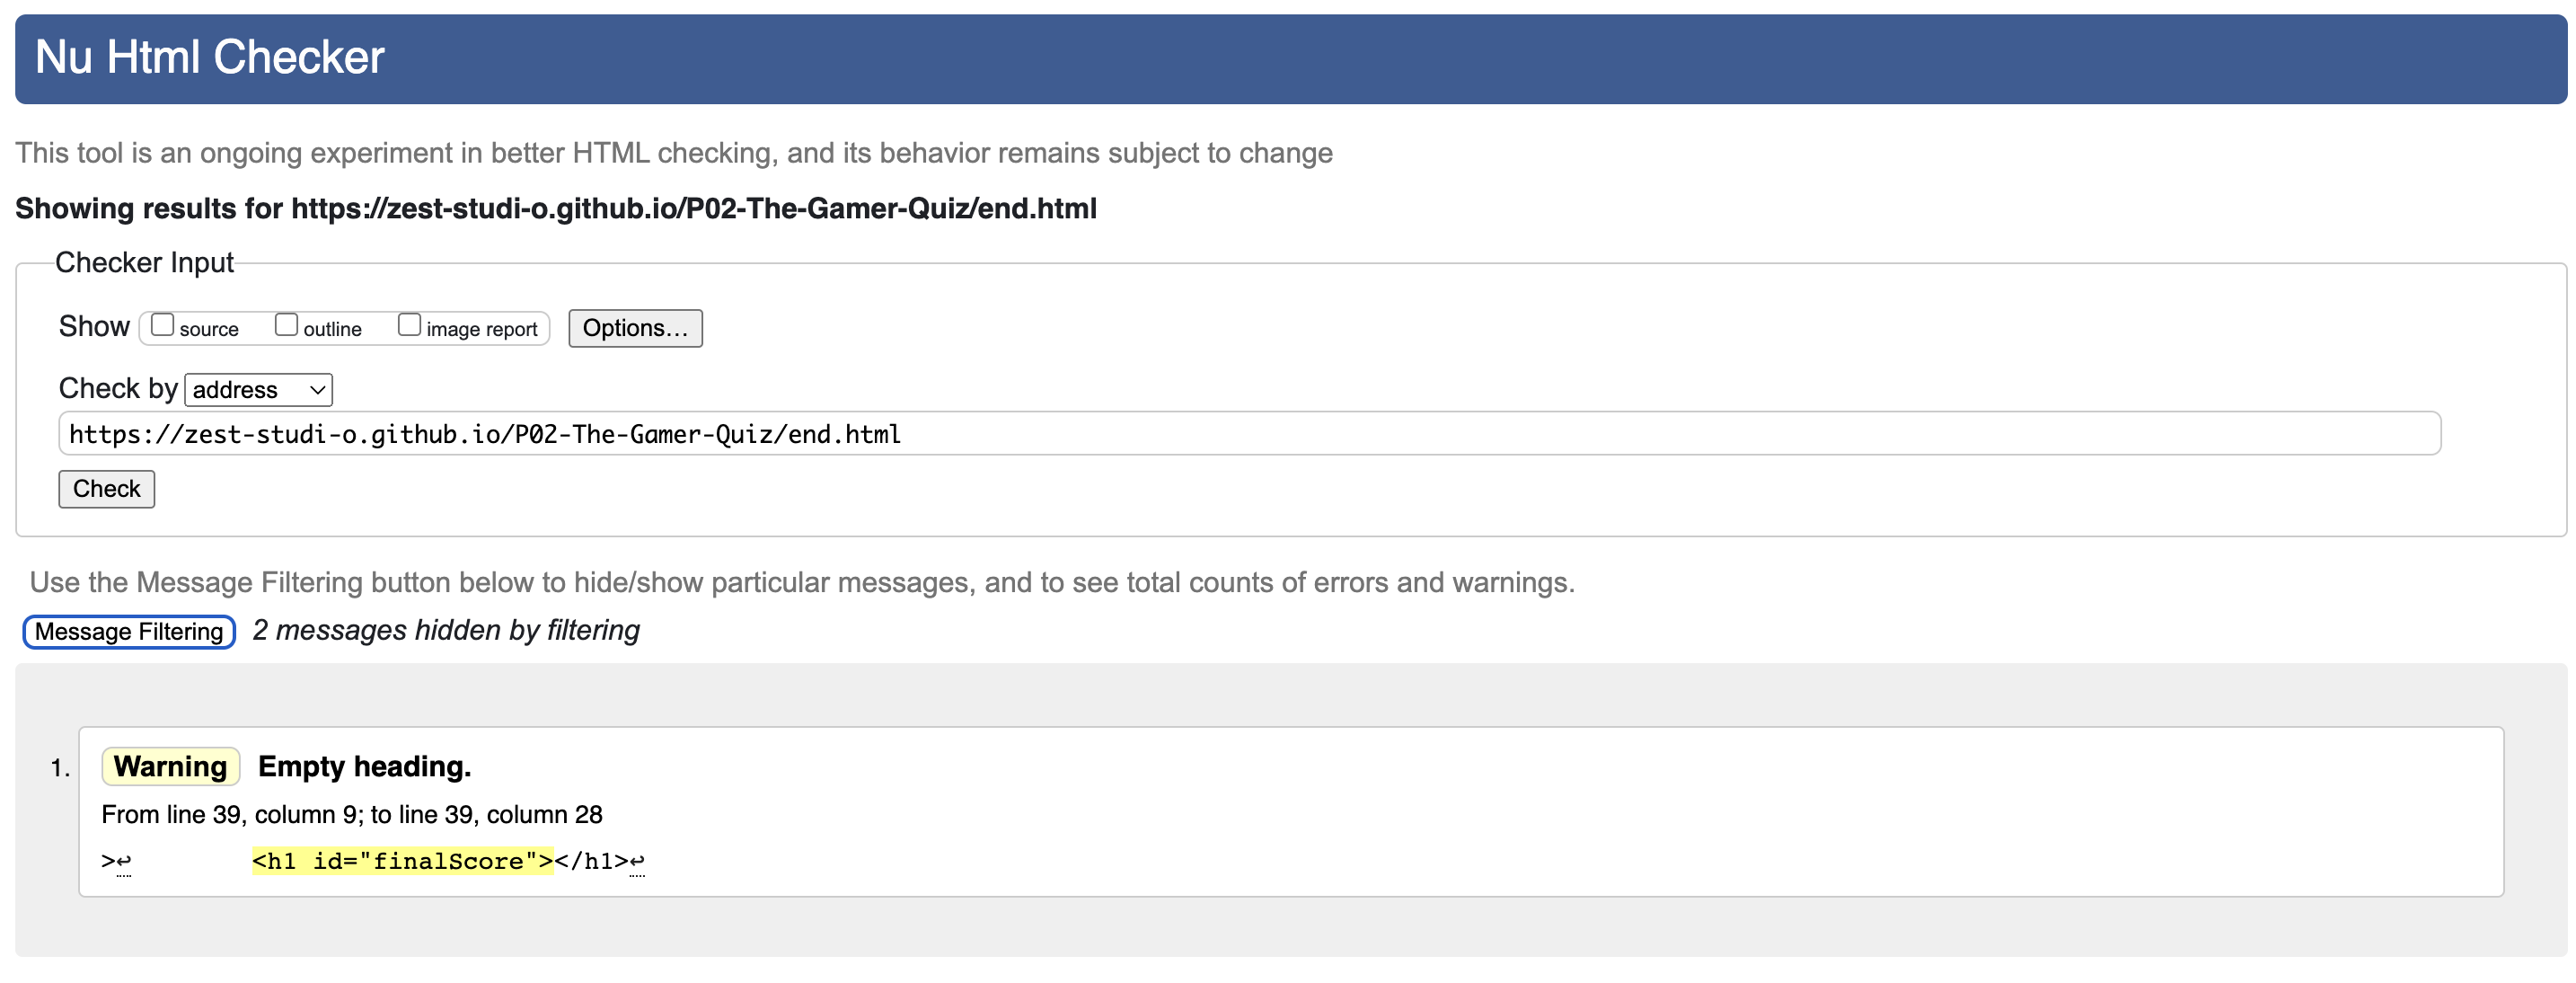 Nu Html Checker
This tool is an ongoing experiment in better HTML checking, and its behavior remains subject to change
Showing results for https://zest-studi-o.github.io/P02-The-Gamer-Quiz/end.html
Checker Input
Show source outline image report Options...
Check by address
https://zest-studi-o.github.io/P02-The-Gamer-Quiz/end.html
Check
Use the Message Filtering button below to hide/show particular messages, and to see total counts of errors and warnings.
Message Filtering 2 messages hidden by filtering
1. Warning Empty heading.
From line 39, column 9; to line 39, column 28
>↩ <h1 id="finalScore"></h1>↩